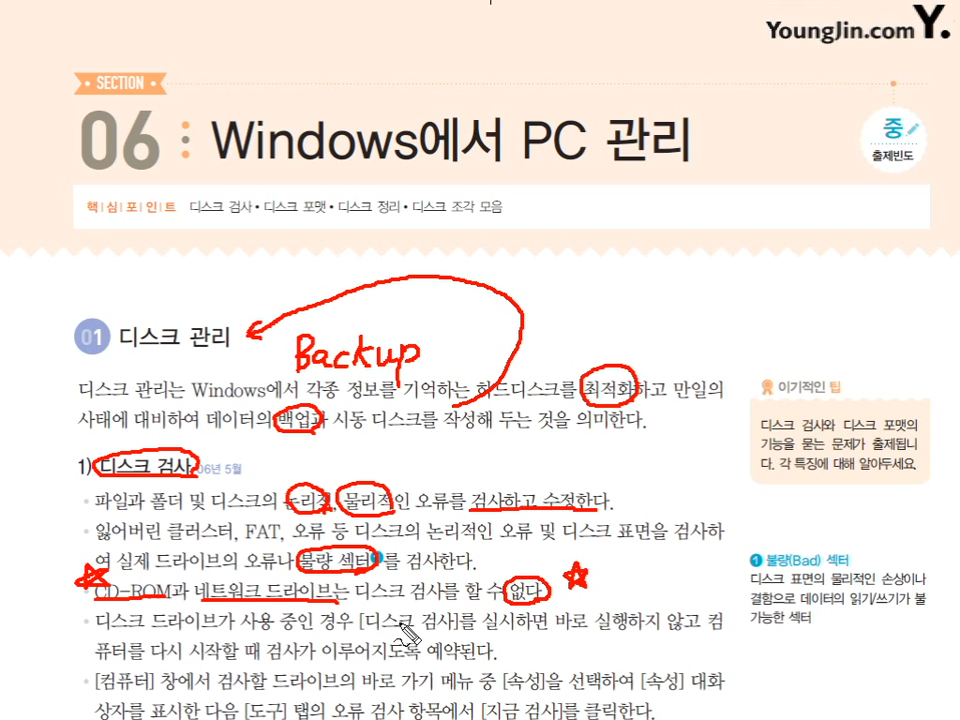 YoungJin.com Y.
SECTION
06 Windows에서 PC 관리
중
출제빈도
핵심포인트 디스크 검사 • 디스크 포맷 • 디스크 정리 • 디스크 조각 모음
01 디스크 관리
Backup
디스크 관리는 Windows에서 각종 정보를 기억하는 하드디스크를 최적화하고 만일의
사태에 대비하여 데이터의 백업과 시동 디스크를 작성해 두는 것을 의미한다.
이기적인 팁
디스크 검사와 디스크 포맷의
기능을 묻는 문제가 출제됩니
다. 각 특징에 대해 알아두세요.
1) 디스크 검사 06년 5월
• 파일과 폴더 및 디스크의 논리적, 물리적인 오류를 검사하고 수정한다.
• 잃어버린 클러스터, FAT, 오류 등 디스크의 논리적인 오류 및 디스크 표면을 검사하
여 실제 드라이브의 오류나 불량 섹터❶를 검사한다.
• CD-ROM과 네트워크 드라이브는 디스크 검사를 할 수 없다.
• 디스크 드라이브가 사용 중인 경우 [디스크 검사]를 실시하면 바로 실행하지 않고 컴
퓨터를 다시 시작할 때 검사가 이루어지도록 예약된다.
• [컴퓨터] 창에서 검사할 드라이브의 바로 가기 메뉴 중 [속성]을 선택하여 [속성] 대화
상자를 표시한 다음 [도구] 탭의 오류 검사 항목에서 [지금 검사]를 클릭한다.
❶ 불량(Bad) 섹터
디스크 표면의 물리적인 손상이나
결함으로 데이터의 읽기/쓰기가 불
가능한 섹터